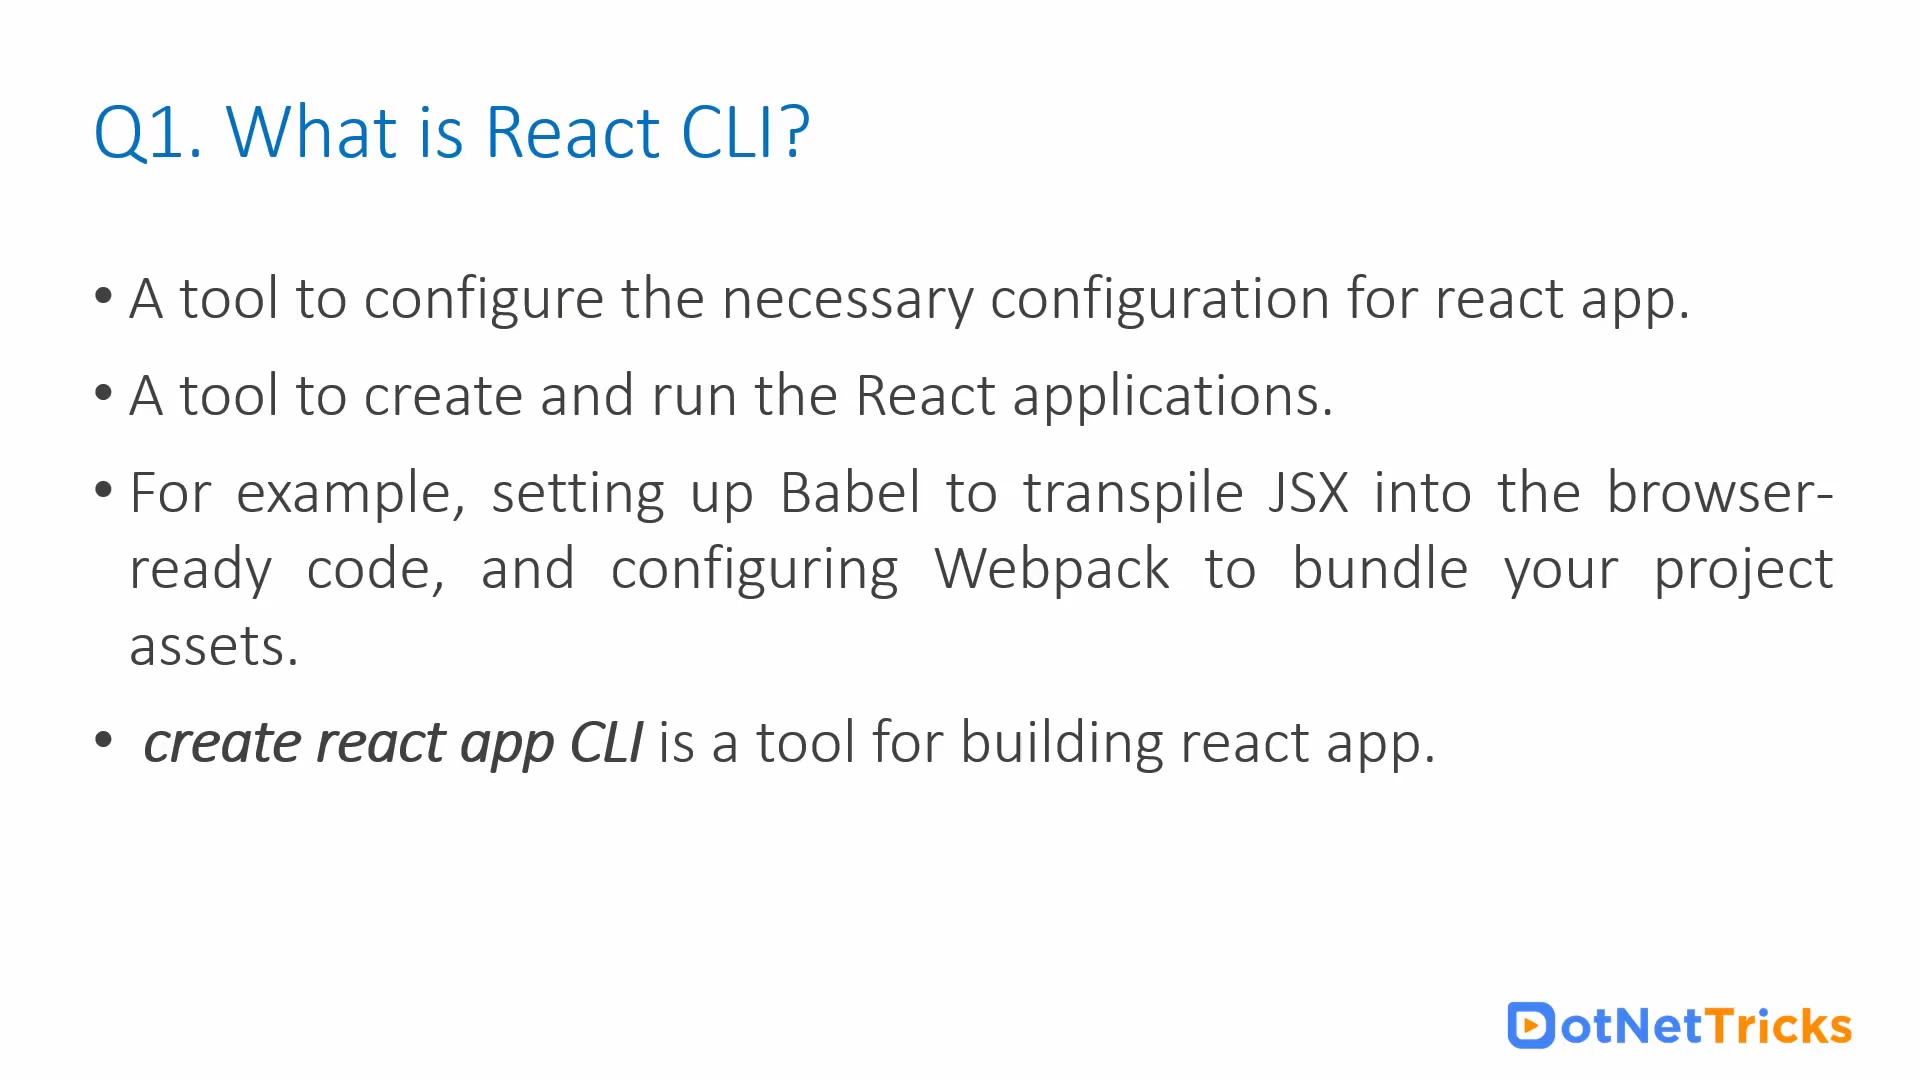 Q1. What is React CLI?
• A tool to configure the necessary configuration for react app.
• A tool to create and run the React applications.
• For example, setting up Babel to transpile JSX into the browser-
ready code, and configuring Webpack to bundle your project
assets.
• create react app CLI is a tool for building react app.
DotNetTricks